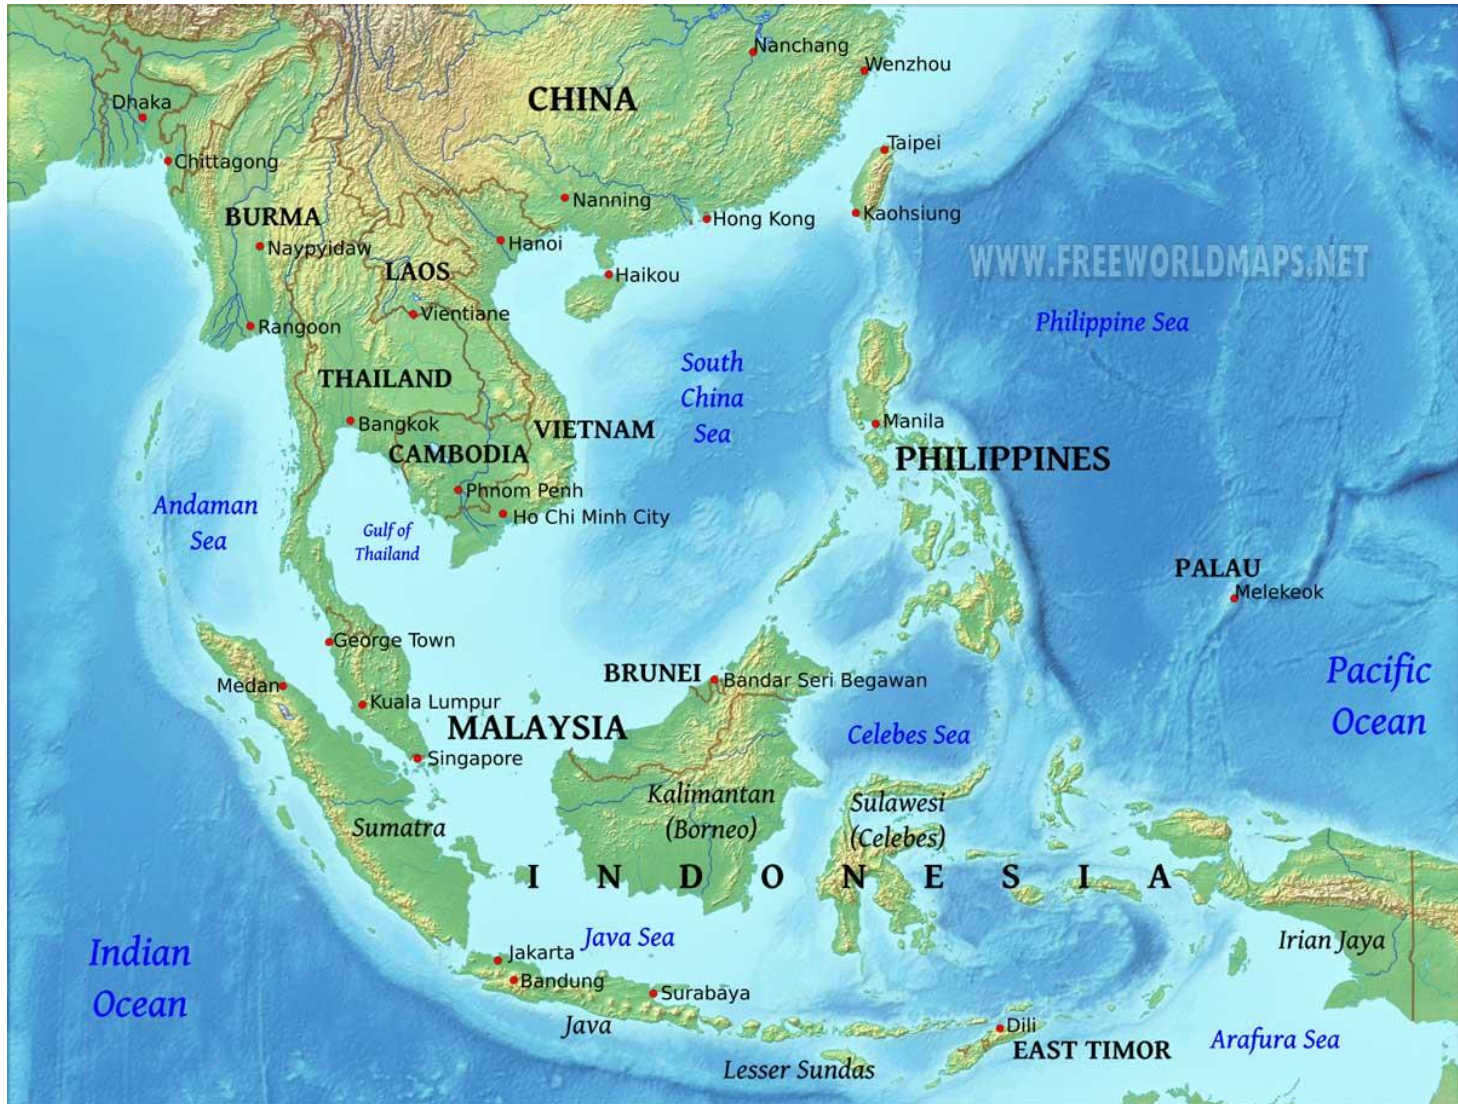 Nanchang
Wenzhou
CHINA
Dhaka
Taipei
Chittagong
Nanning
BURMA
Hong Kong
Kaohsiung
Hanoi
Naypyidaw
WWW.FREEWORLDMAPS.NET
LAOS
Haikou
Vientiane
Rangoon
Philippine Sea
South
China
Sea
THAILAND
Bangkok
VIETNAM
Manila
CAMBODIA
PHILIPPINES
Phnom Penh
Ho Chi Minh City
Andaman
Sea
Gulf of
Thailand
PALAU
Melekeok
George Town
BRUNEI
Bandar Seri Begawan
Medan
Kuala Lumpur
Pacific
Ocean
MALAYSIA
Celebes Sea
Singapore
Kalimantan
(Borneo)
Sulawesi
(Celebes)
Sumatra
INDONESIA
Java Sea
Irian Jaya
Indian
Ocean
Jakarta
Bandung
Surabaya
Java
Dili
EAST TIMOR
Arafura Sea
Lesser Sundas